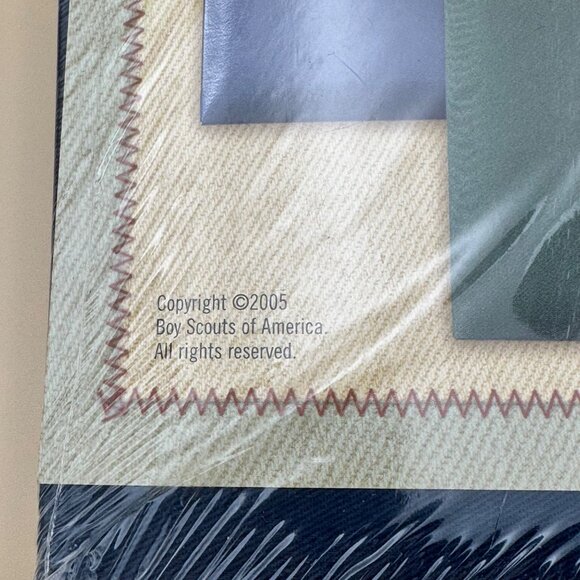 Copyright ©2005
Boy Scouts of America.
All rights reserved.